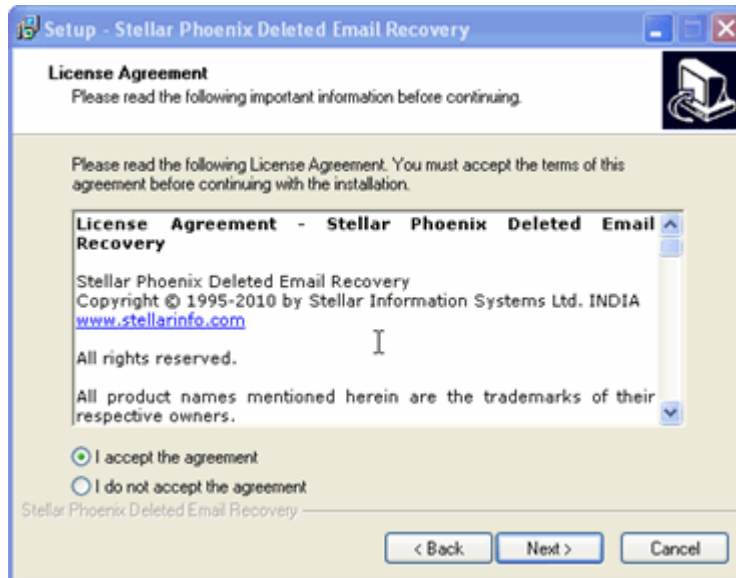 Setup - Stellar Phoenix Deleted Email Recovery
License Agreement
Please read the following important information before continuing.
Please read the following License Agreement. You must accept the terms of this
agreement before continuing with the installation.
License Agreement - Stellar Phoenix Deleted Email
Recovery
Stellar Phoenix Deleted Email Recovery
Copyright © 1995-2010 by Stellar Information Systems Ltd. INDIA
www.stellarinfo.com
All rights reserved.
All product names mentioned herein are the trademarks of their
respective owners.
I accept the agreement
I do not accept the agreement
Stellar Phoenix Deleted Email Recovery
< Back Next > Cancel